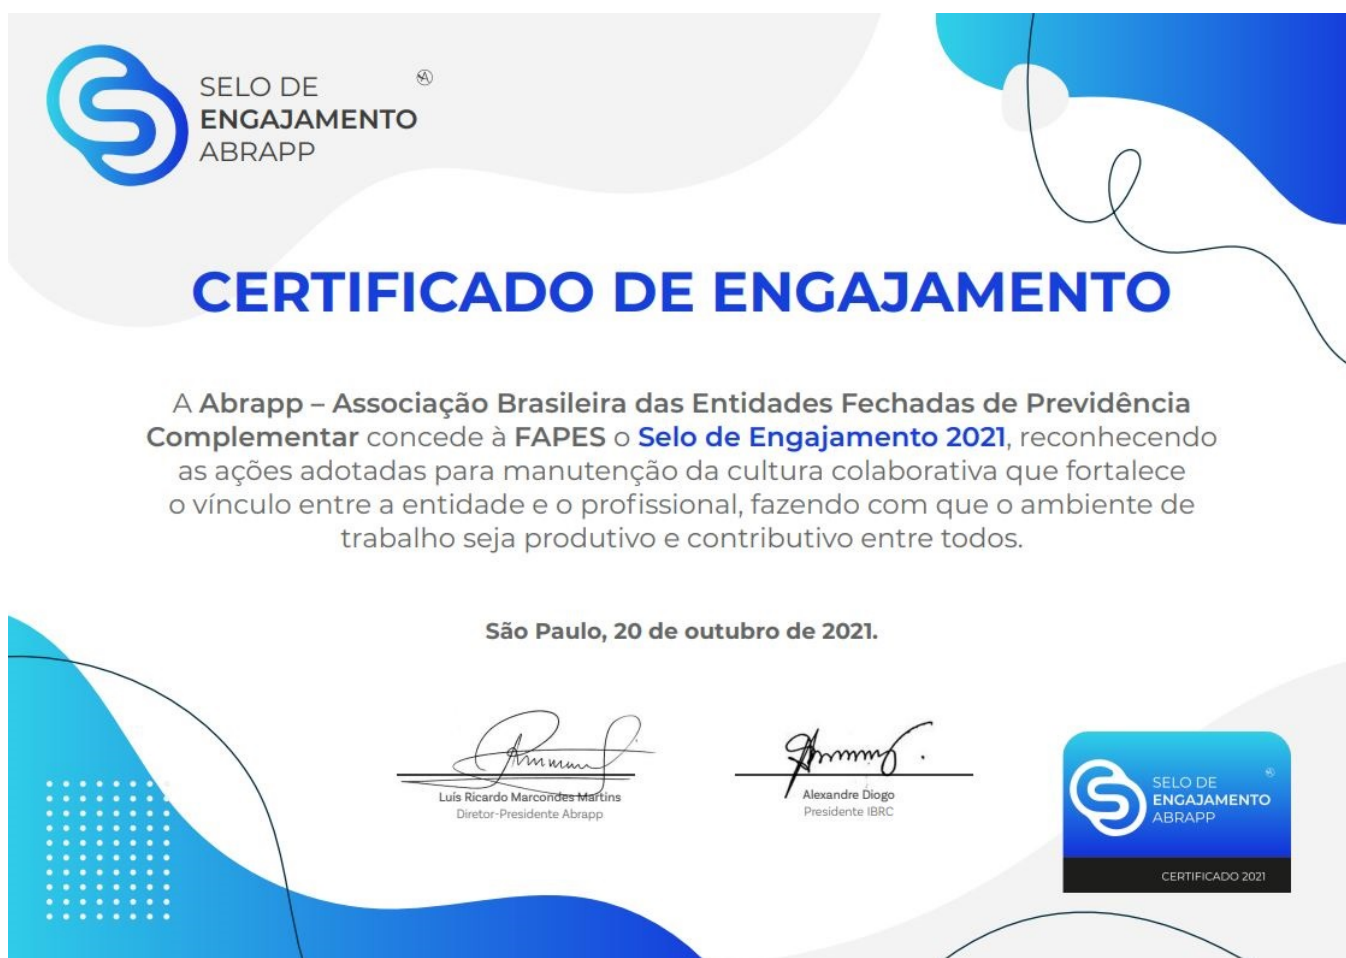 SELO DE
ENGAJAMENTO
ABRAPP
CERTIFICADO DE ENGAJAMENTO
A Abrapp – Associação Brasileira das Entidades Fechadas de Previdência
Complementar concede à FAPES o Selo de Engajamento 2021, reconhecendo
as ações adotadas para manutenção da cultura colaborativa que fortalece
o vínculo entre a entidade e o profissional, fazendo com que o ambiente de
trabalho seja produtivo e contributivo entre todos.
São Paulo, 20 de outubro de 2021.
Luís Ricardo Marcondes Martins
Diretor-Presidente Abrapp
Alexandre Diogo
Presidente IBRC
SELO DE
ENGAJAMENTO
ABRAPP
CERTIFICADO 2021